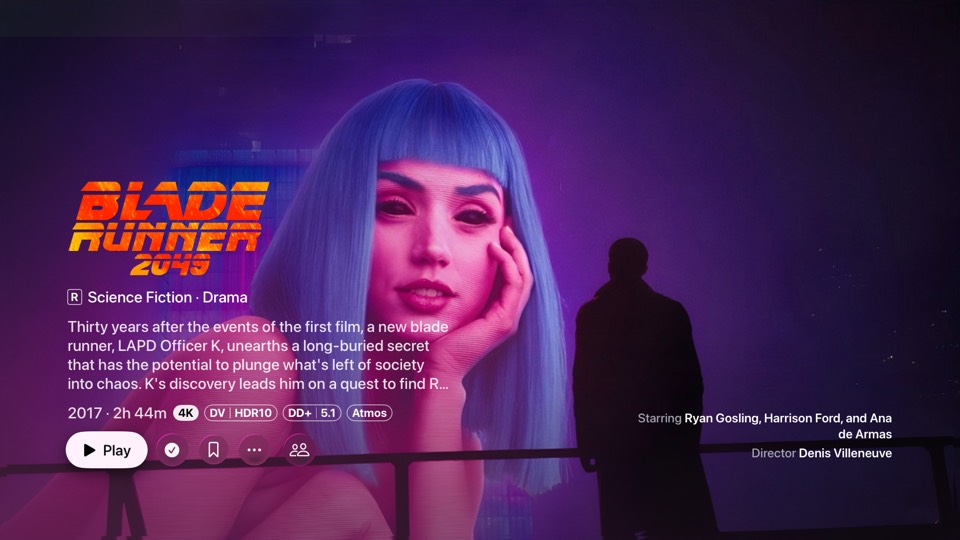 BLADE
RUNNER
2049
R Science Fiction · Drama
Thirty years after the events of the first film, a new blade
runner, LAPD Officer K, unearths a long-buried secret
that has the potential to plunge what's left of society
into chaos. K's discovery leads him on a quest to find R...
2017 · 2h 44m 4K DV | HDR10 DD+ | 5.1 Atmos
Play
Starring Ryan Gosling, Harrison Ford, and Ana
de Armas
Director Denis Villeneuve